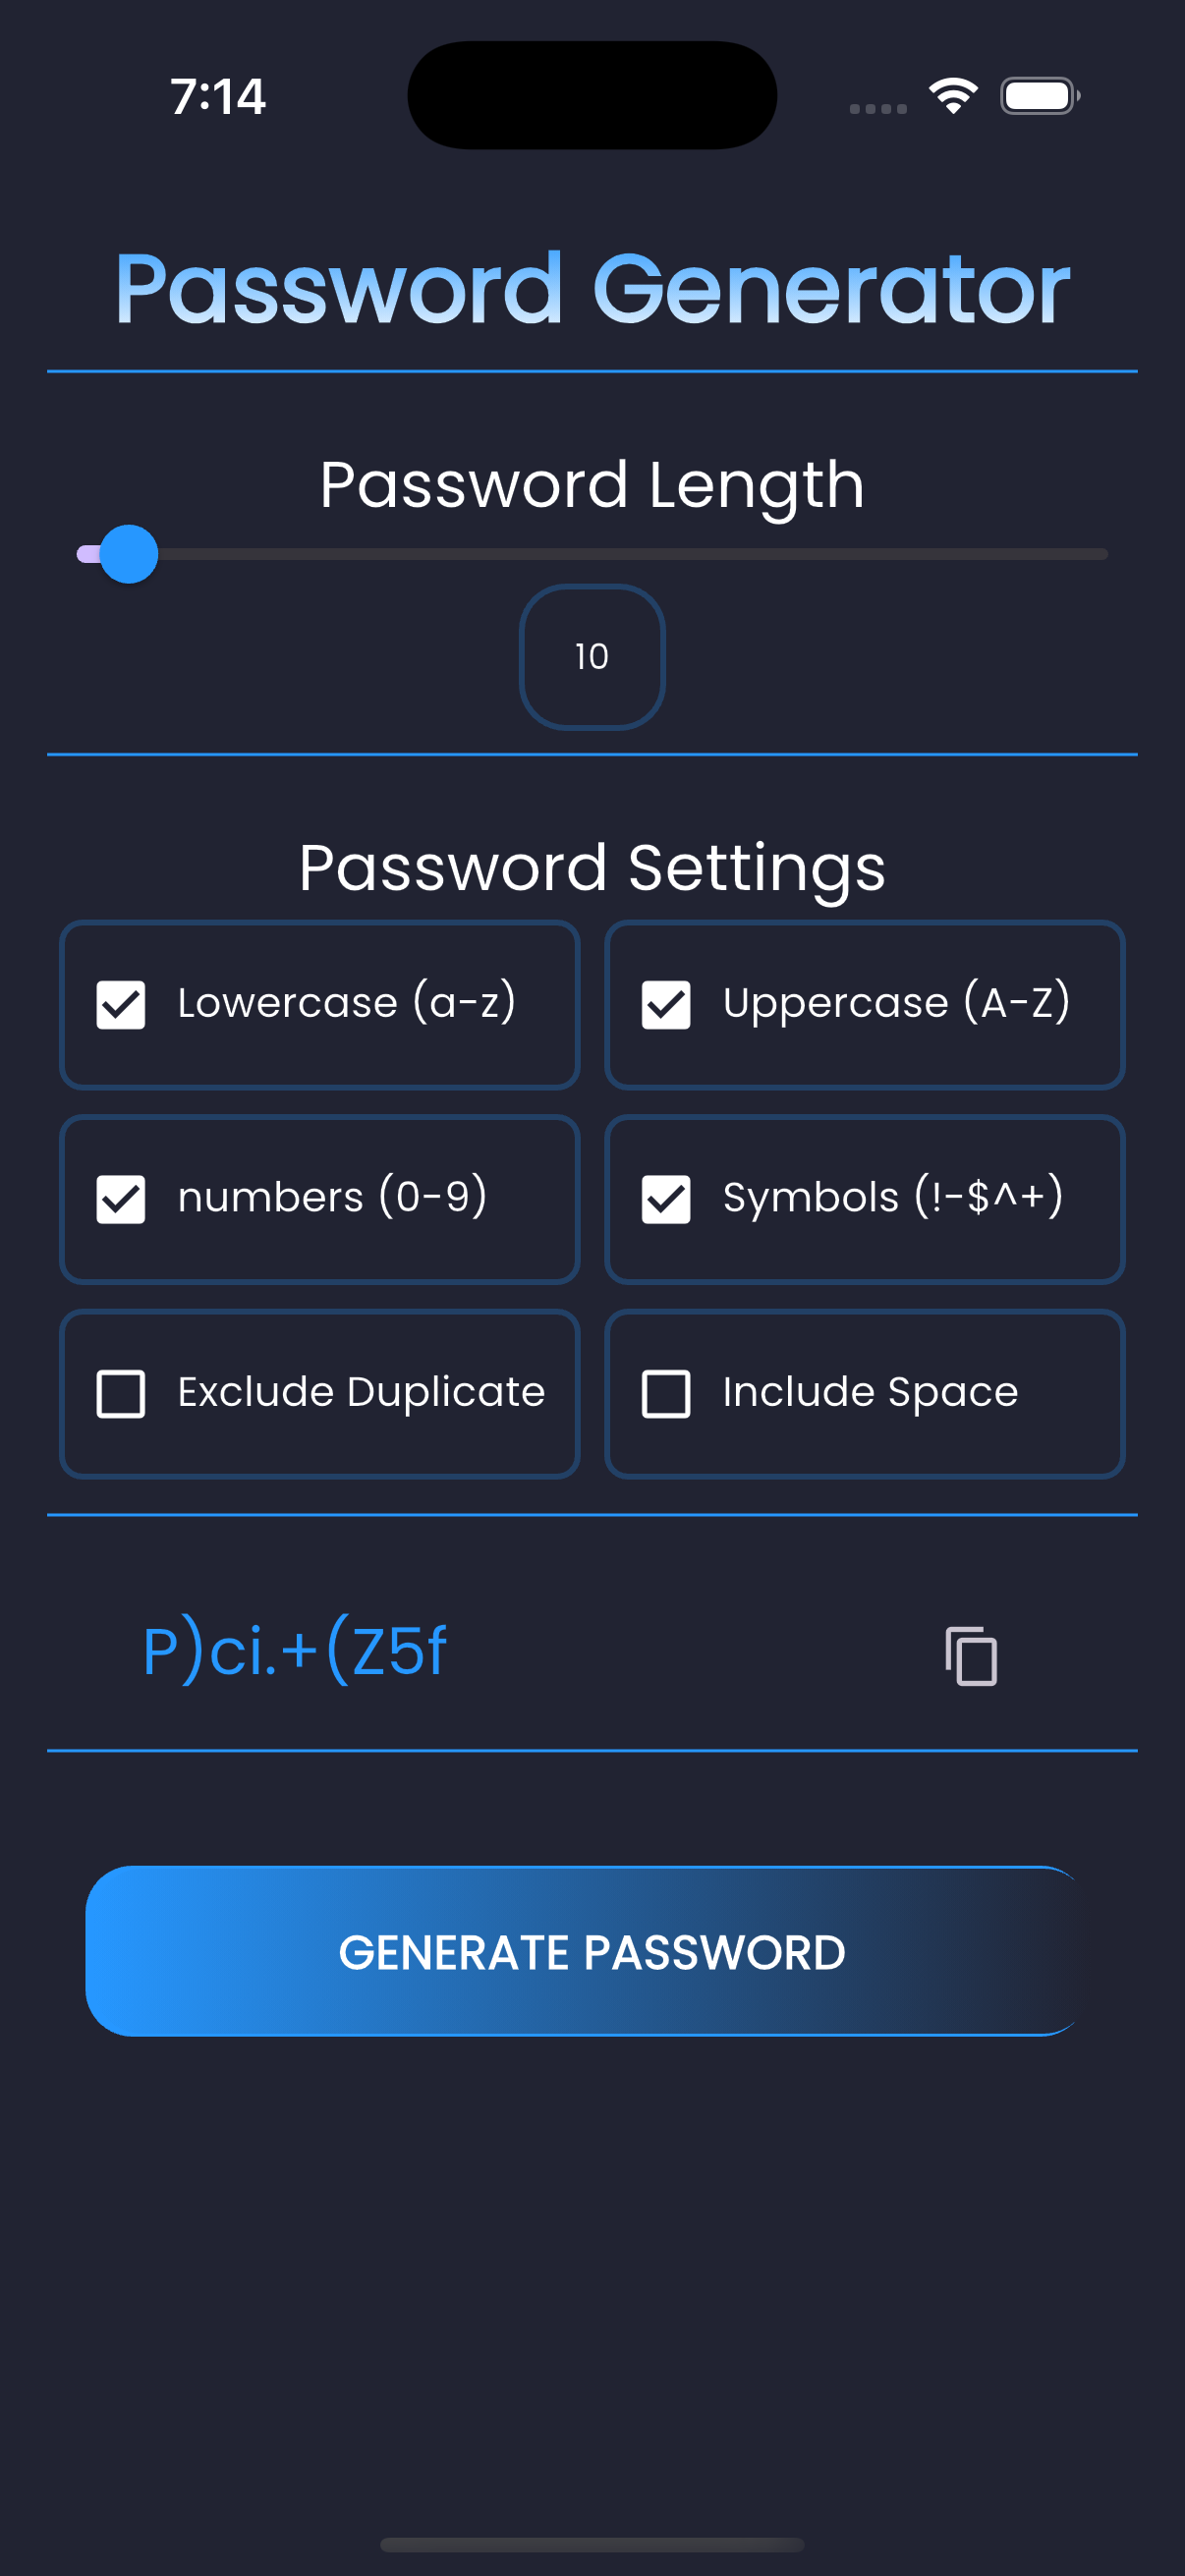 7:14
Password Generator
Password Length
10
Password Settings
Lowercase (a-z)
Uppercase (A-Z)
numbers (0-9)
Symbols (!-$^+)
Exclude Duplicate
Include Space
P)ci.+(Z5f
GENERATE PASSWORD